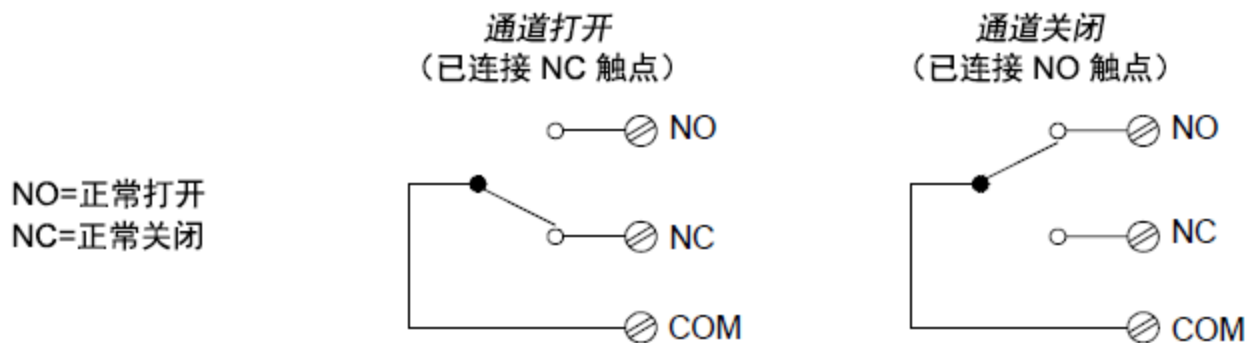 通道打开
（已连接 NC 触点）
NO
NC
COM
通道关闭
（已连接 NO 触点）
NO
NC
COM
NO=正常打开
NC=正常关闭